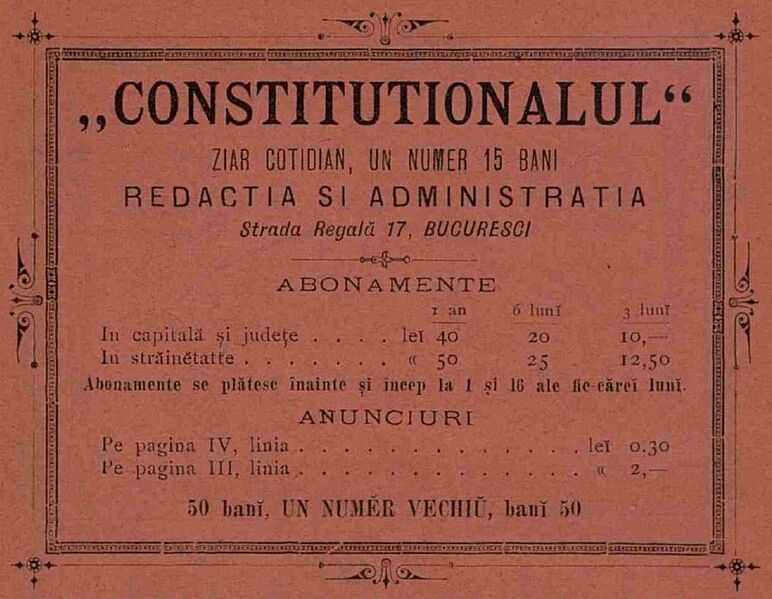 „CONSTITUTIONALUL“
ZIAR COTIDIAN, UN NUMER 15 BANI
REDACTIA SI ADMINISTRATIA
Strada Regală 17, BUCURESCI
ABONAMENTE
1 an 6 lunĭ 3 lunĭ
In capitală și județe . . . . leĭ 40 20 10,—
In străinĕtatte . . . . . . . « 50 25 12,50
Abonamente se plătesc înainte și incep la 1 și 16 ale fie-căreĭ lunĭ.
ANUNCIURI
Pe pagina IV, linia . . . . . . . . . . . . . leĭ 0.30
Pe pagina III, linia . . . . . . . . . . . . . « 2,—
50 banĭ, UN NUMĔR VECHIŬ, banĭ 50